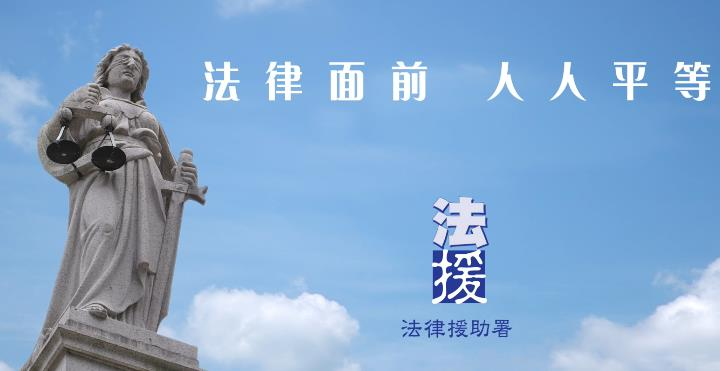 法律面前 人人平等
法
援
法律援助署